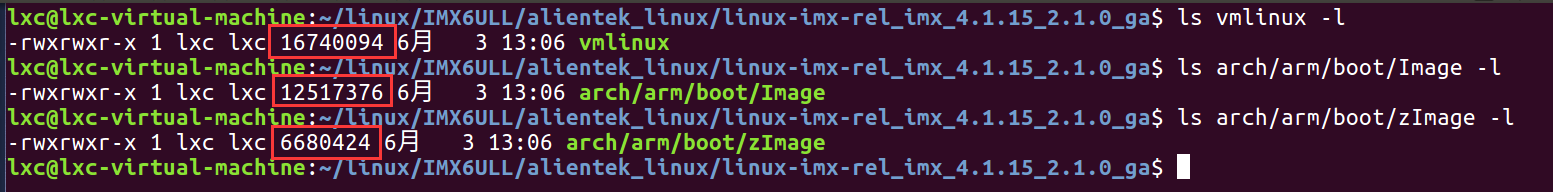 lxc@lxc-virtual-machine:~/linux/IMX6ULL/alientek_linux/linux-imx-rel_imx_4.1.15_2.1.0_ga$ ls vmlinux -l
-rwxrwxr-x 1 lxc lxc 16740094 6月   3 13:06 vmlinux
lxc@lxc-virtual-machine:~/linux/IMX6ULL/alientek_linux/linux-imx-rel_imx_4.1.15_2.1.0_ga$ ls arch/arm/boot/Image -l
-rwxrwxr-x 1 lxc lxc 12517376 6月   3 13:06 arch/arm/boot/Image
lxc@lxc-virtual-machine:~/linux/IMX6ULL/alientek_linux/linux-imx-rel_imx_4.1.15_2.1.0_ga$ ls arch/arm/boot/zImage -l
-rwxrwxr-x 1 lxc lxc 6680424 6月   3 13:06 arch/arm/boot/zImage
lxc@lxc-virtual-machine:~/linux/IMX6ULL/alientek_linux/linux-imx-rel_imx_4.1.15_2.1.0_ga$